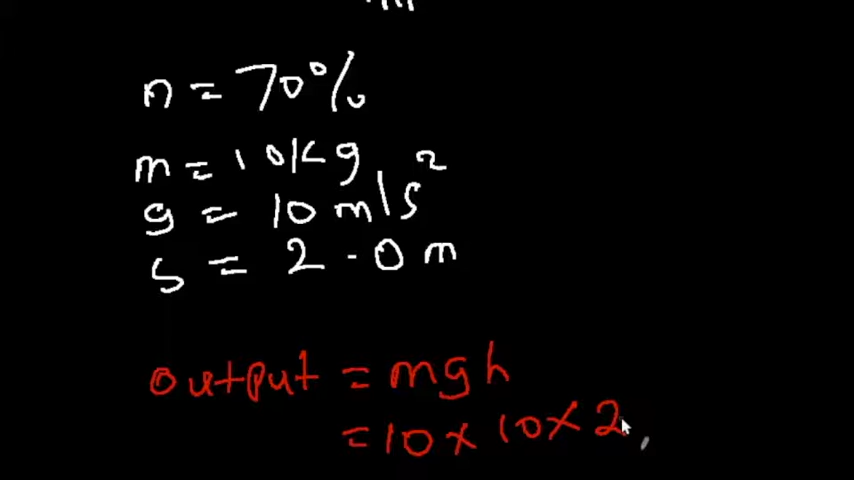 n = 70%
m = 10kg
g = 10 m/s²
s = 2.0 m
output = mgh
= 10 × 10 × 2